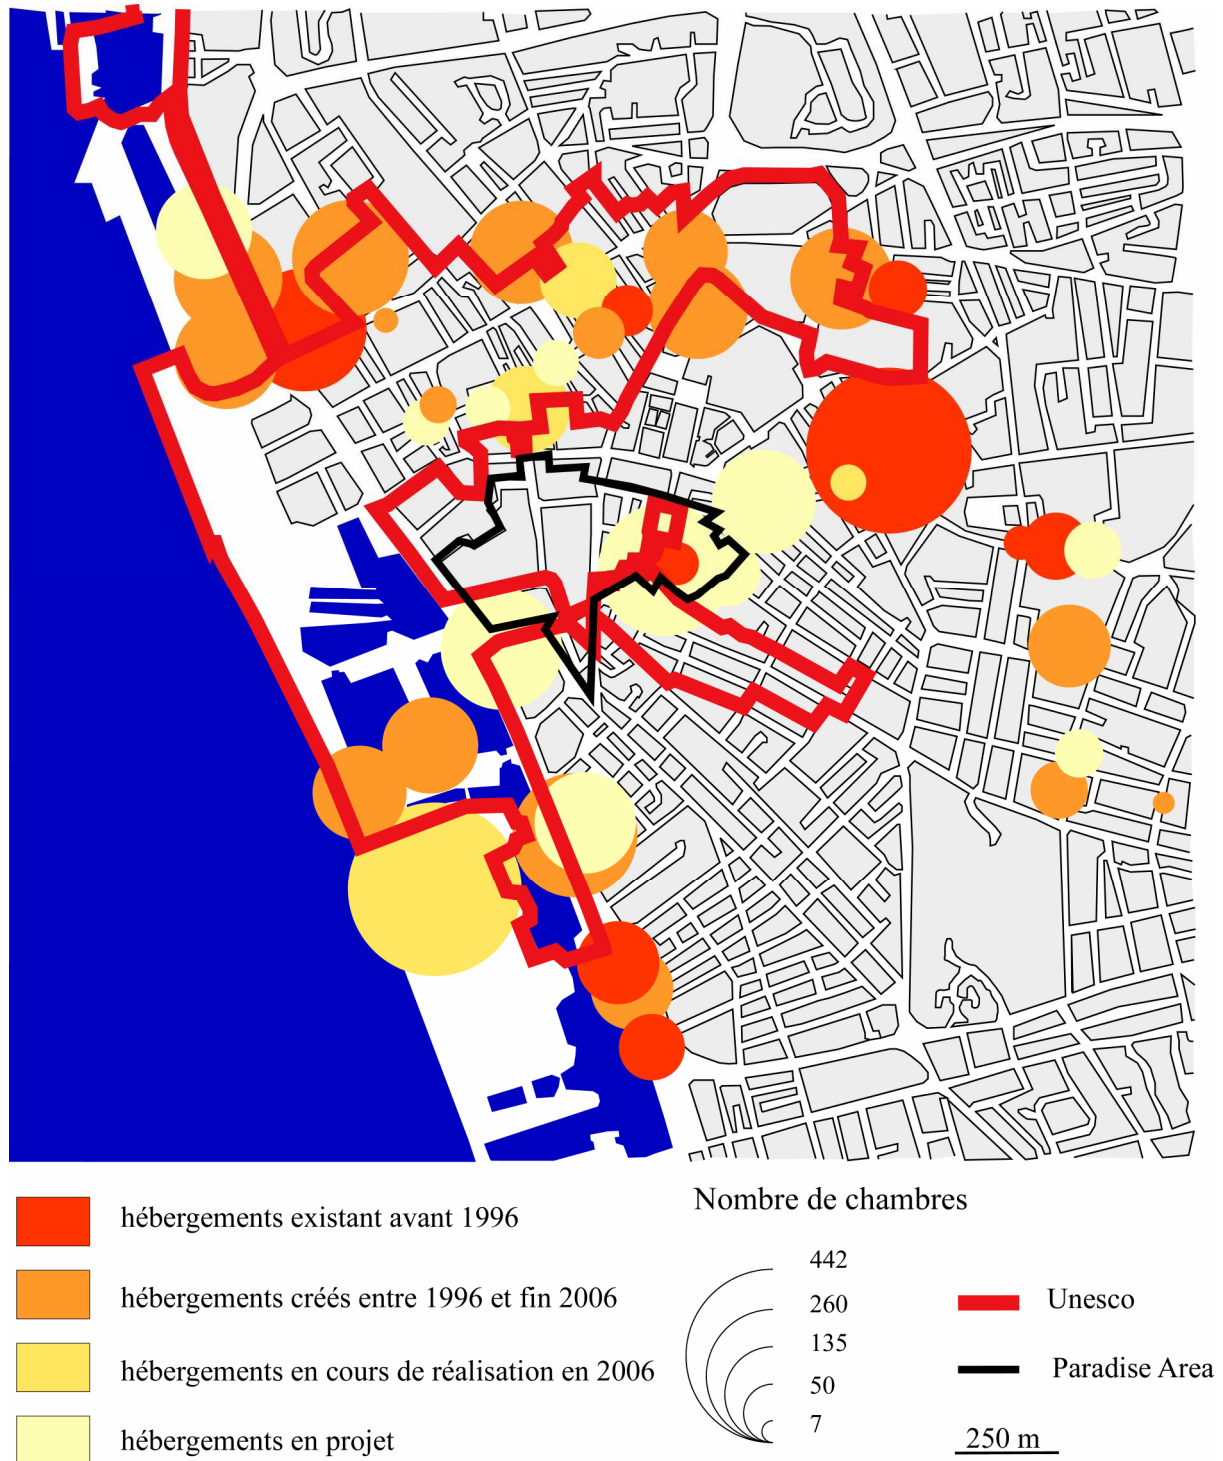 hébergements existant avant 1996
hébergements créés entre 1996 et fin 2006
hébergements en cours de réalisation en 2006
hébergements en projet
Nombre de chambres
442
260
135
50
7
Unesco
Paradise Area
250 m